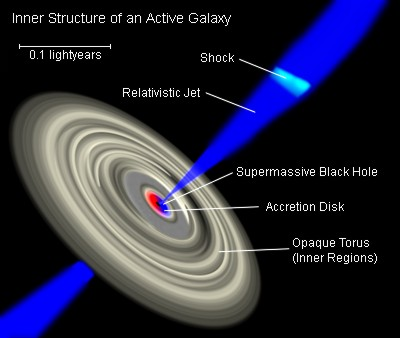 Inner Structure of an Active Galaxy
0.1 lightyears
Shock
Relativistic Jet
Supermassive Black Hole
Accretion Disk
Opaque Torus
(Inner Regions)